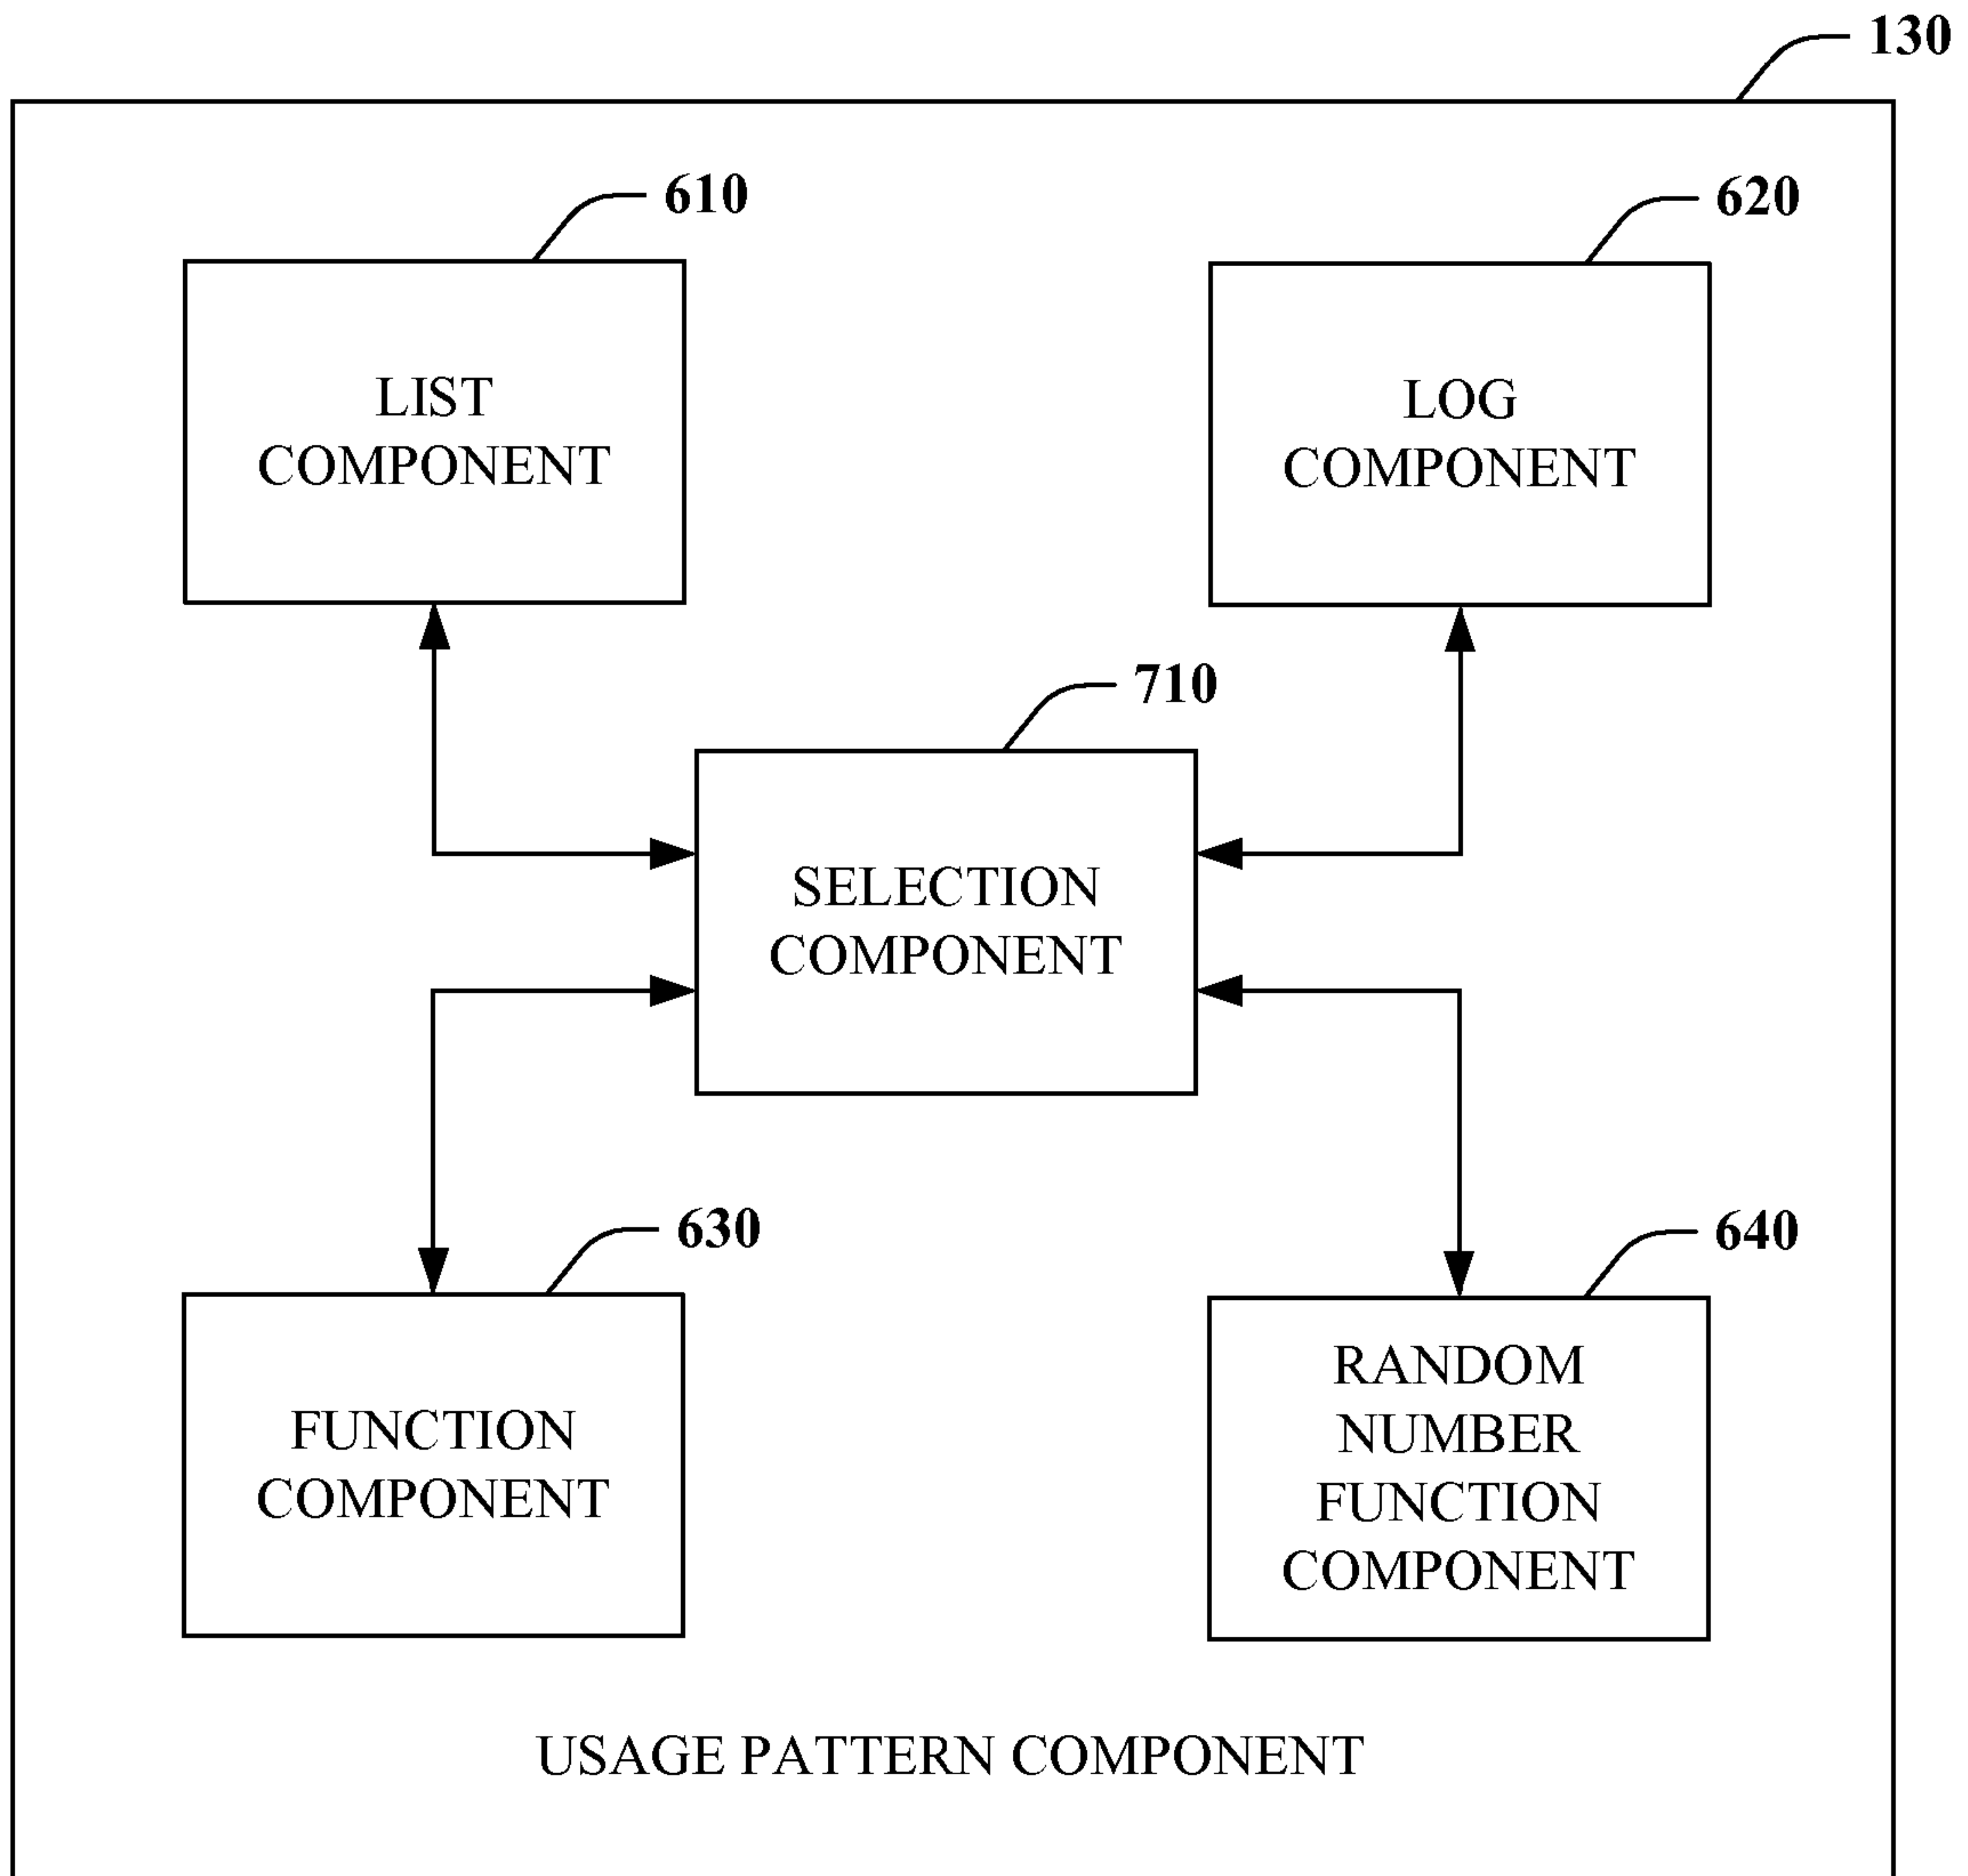 130
610
620
LIST
COMPONENT
LOG
COMPONENT
710
SELECTION
COMPONENT
630
640
FUNCTION
COMPONENT
RANDOM
NUMBER
FUNCTION
COMPONENT
USAGE PATTERN COMPONENT